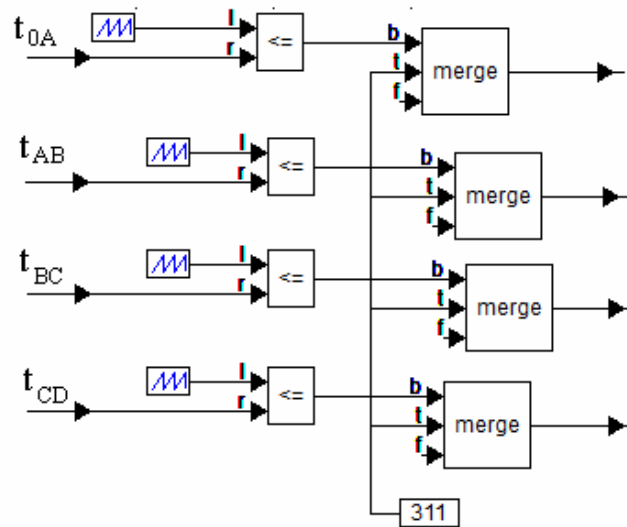 t0A l r <= b t f merge
tAB l r <= b t f merge
tBC l r <= b t f merge
tCD l r <= b t f merge
311